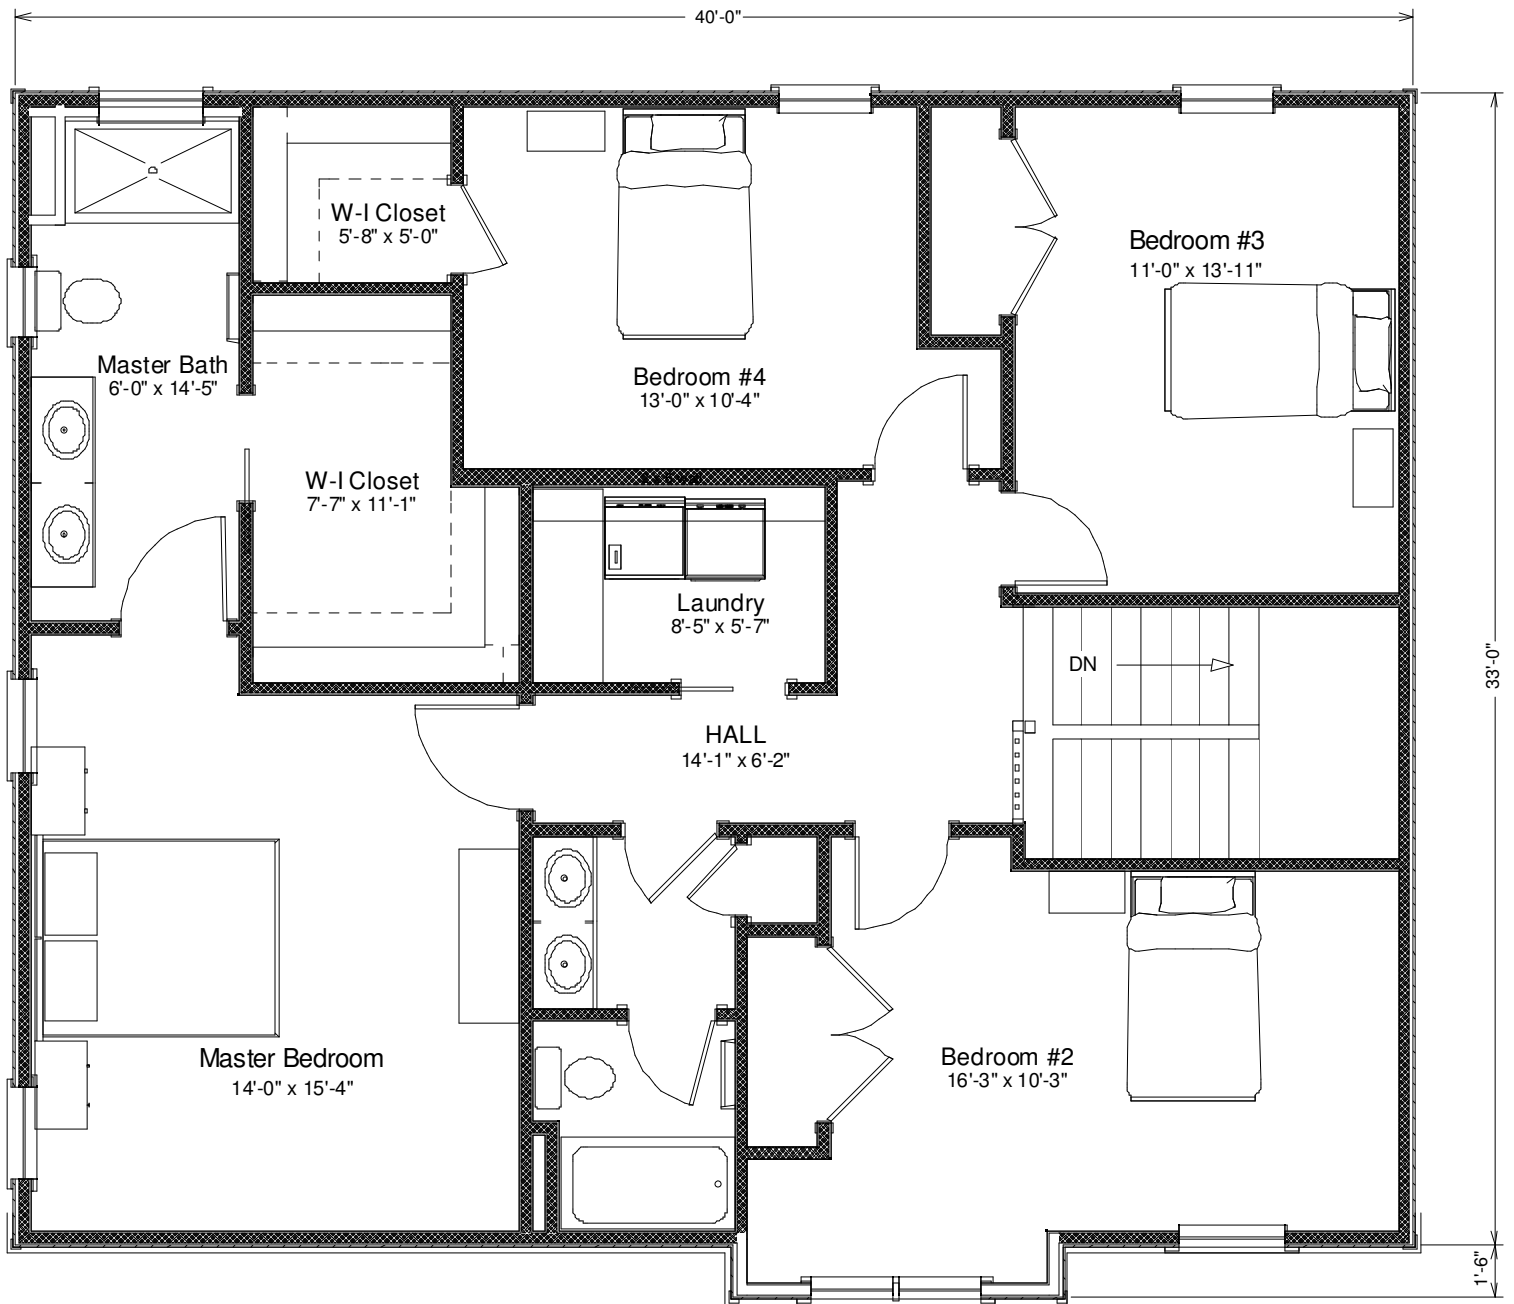 40'-0"
W-I Closet
5'-8" x 5'-0"
Bedroom #3
11'-0" x 13'-11"
Master Bath
6'-0" x 14'-5"
Bedroom #4
13'-0" x 10'-4"
W-I Closet
7'-7" x 11'-1"
Laundry
8'-5" x 5'-7"
DN
33'-0"
HALL
14'-1" x 6'-2"
Master Bedroom
14'-0" x 15'-4"
Bedroom #2
16'-3" x 10'-3"
1'-6"